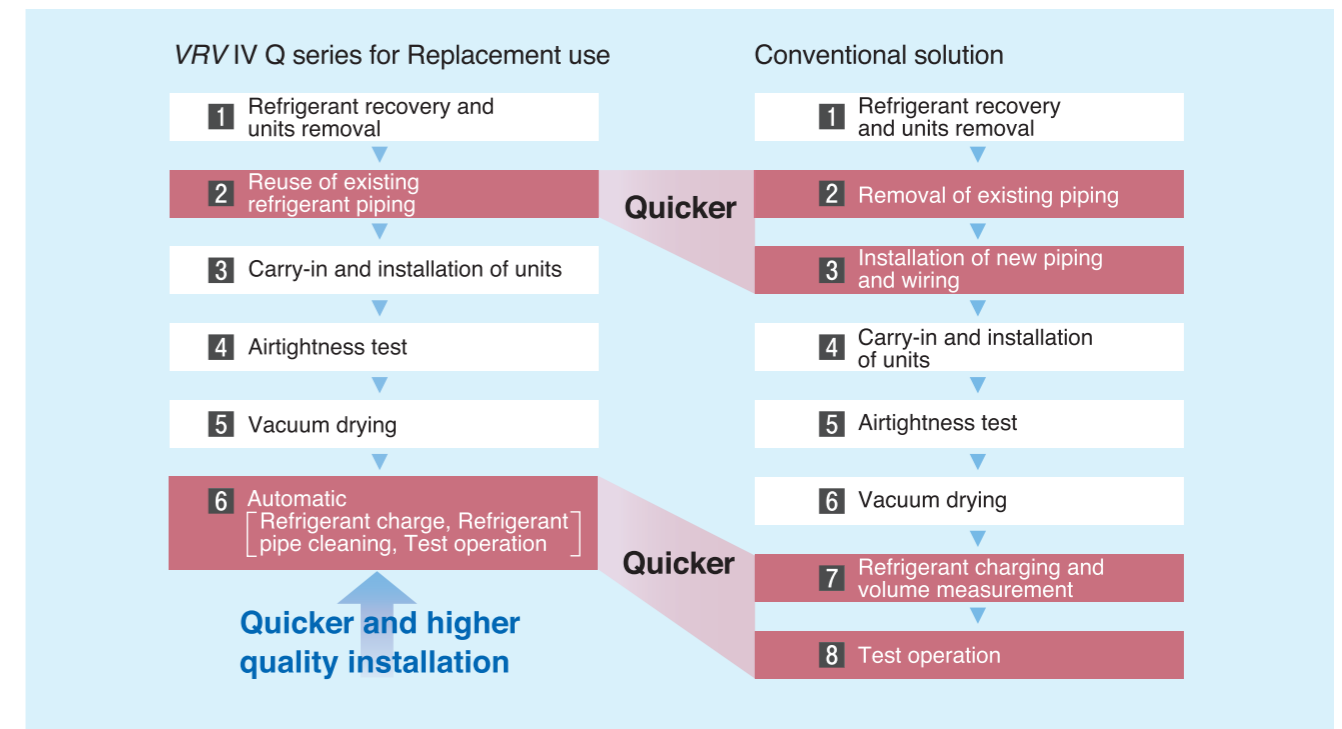 VRV IV Q series for Replacement use
1 Refrigerant recovery and
units removal
2 Reuse of existing
refrigerant piping
3 Carry-in and installation of units
4 Airtightness test
5 Vacuum drying
6 Automatic
[Refrigerant charge, Refrigerant
pipe cleaning, Test operation]
Quicker and higher
quality installation
Quicker
Quicker
Conventional solution
1 Refrigerant recovery
and units removal
2 Removal of existing piping
3 Installation of new piping
and wiring
4 Carry-in and installation
of units
5 Airtightness test
6 Vacuum drying
7 Refrigerant charging and
volume measurement
8 Test operation